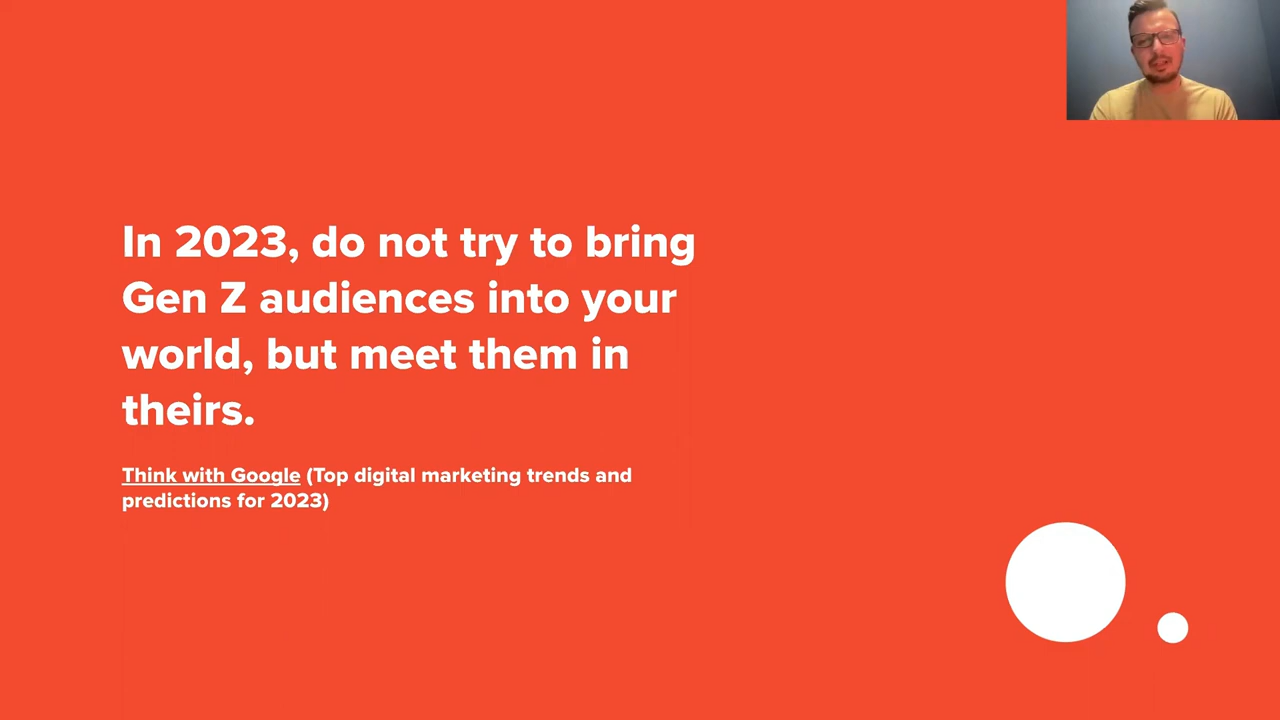 In 2023, do not try to bring
Gen Z audiences into your
world, but meet them in
theirs.
Think with Google (Top digital marketing trends and
predictions for 2023)